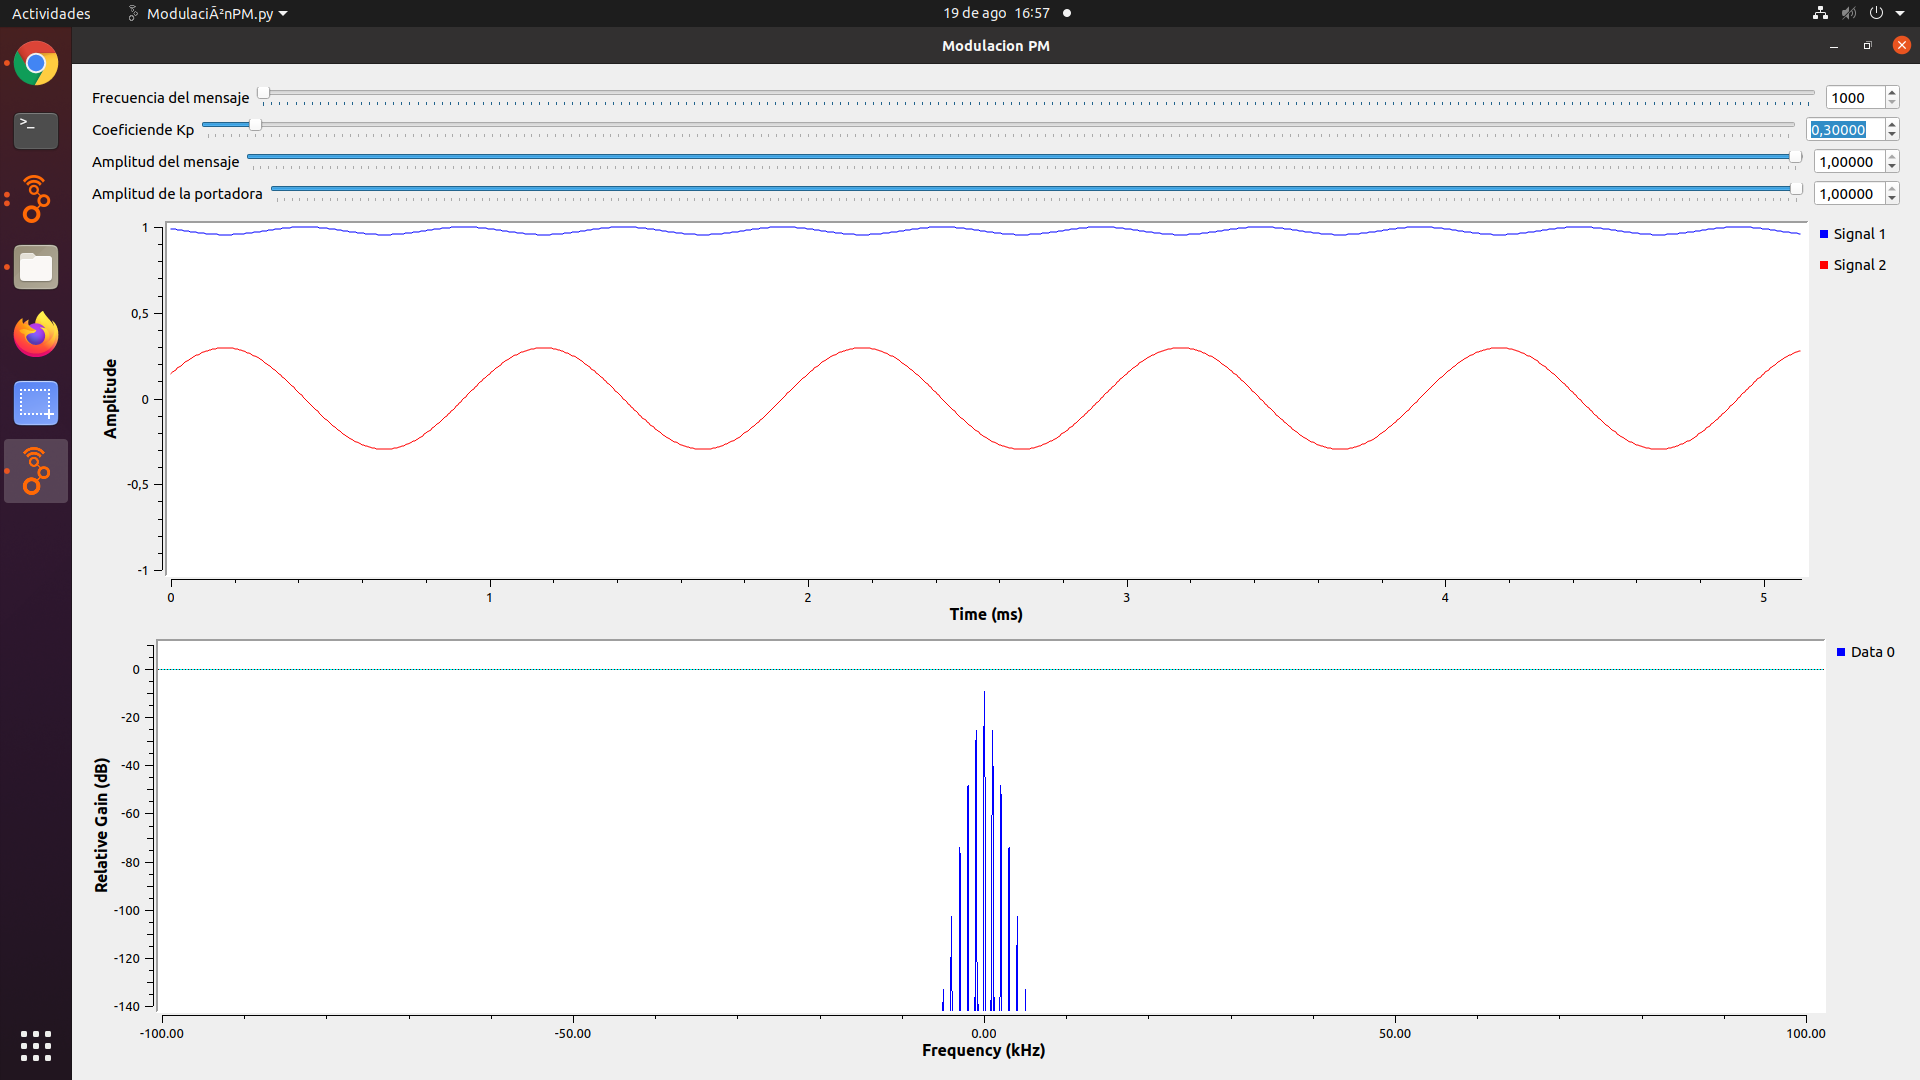 Actividades
ModulaciÃ²nPM.py
19 de ago 16:57
Modulacion PM
Frecuencia del mensaje
1000
Coeficiende Kp
0,30000
Amplitud del mensaje
1,00000
Amplitud de la portadora
1,00000
1
0,5
0
-0,5
-1
Amplitude
0 1 2 3 4 5
Time (ms)
Signal 1
Signal 2
0
-20
-40
-60
-80
-100
-120
-140
Relative Gain (dB)
-100.00 -50.00 0.00 50.00 100.00
Frequency (kHz)
Data 0